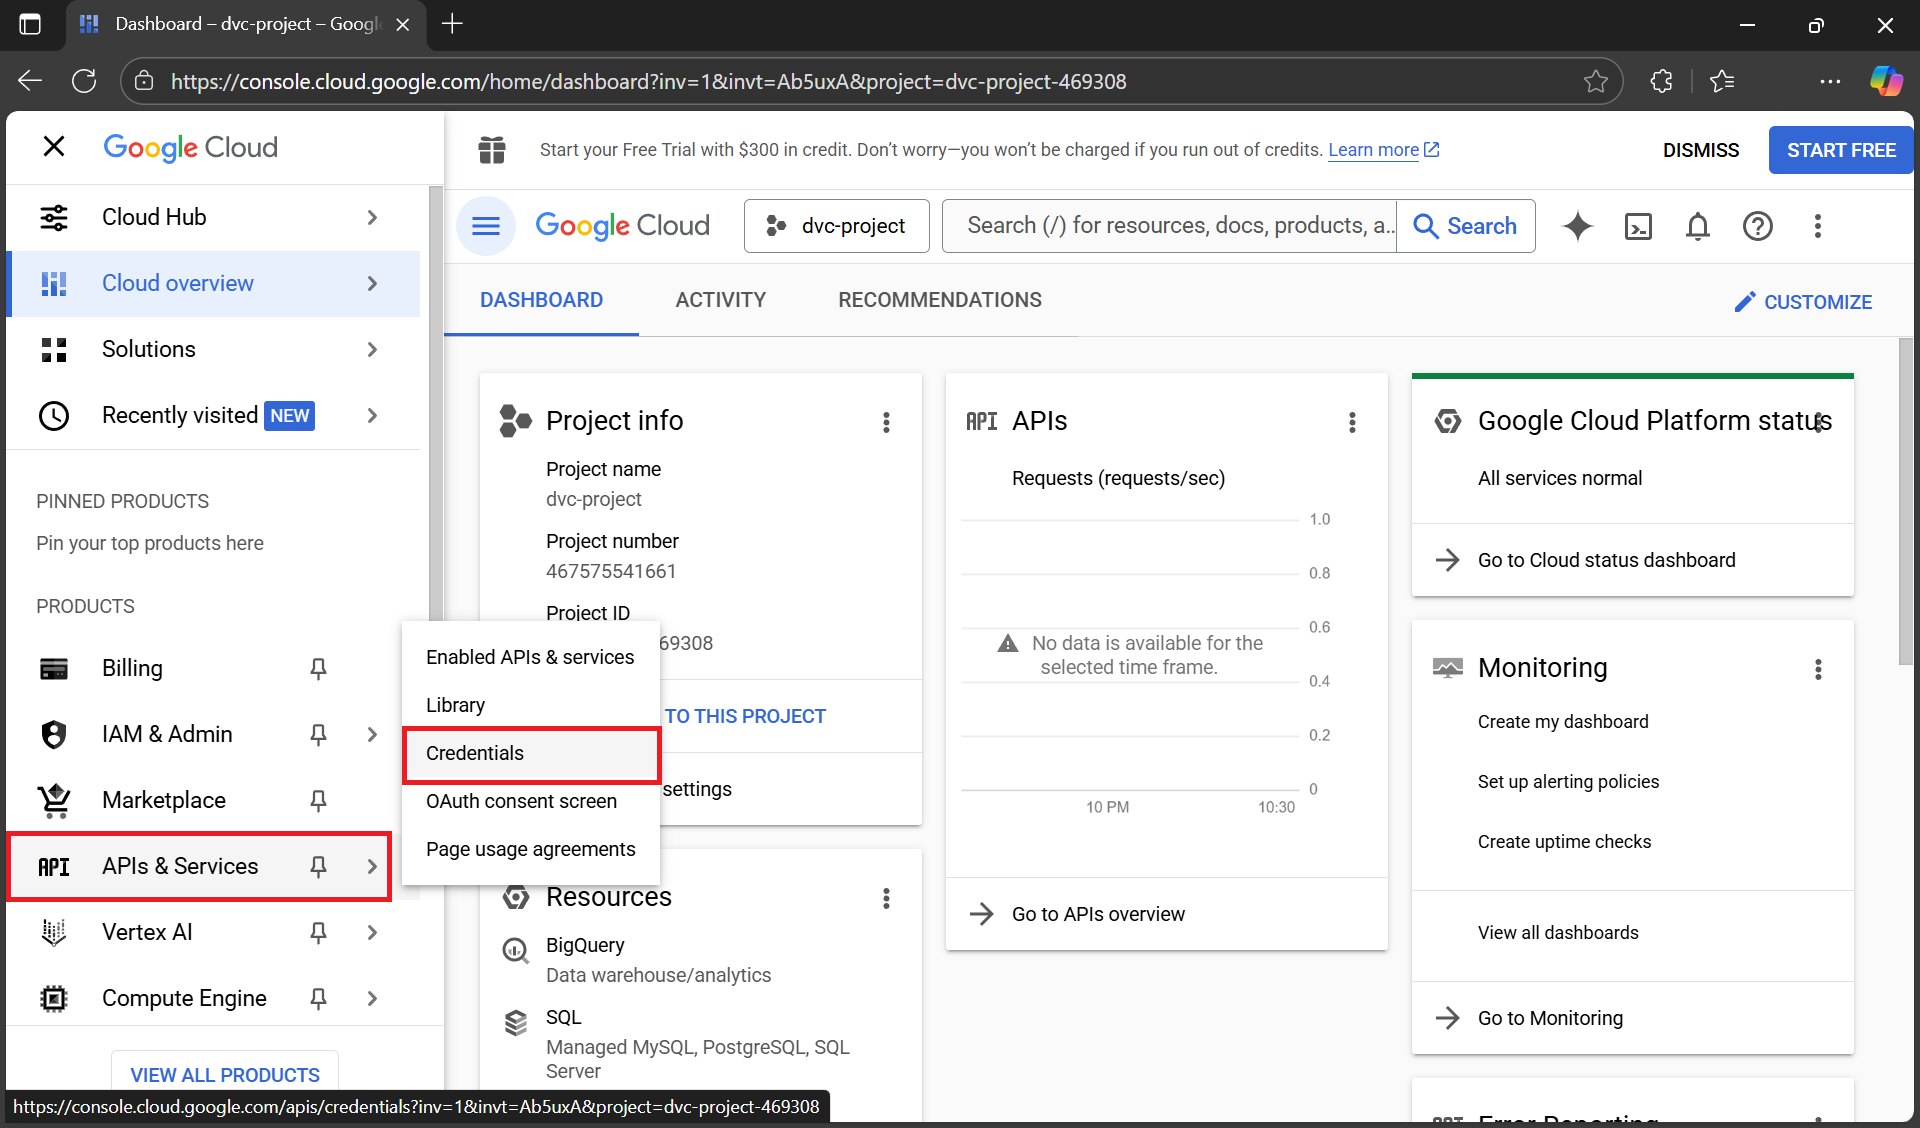 Dashboard – dvc-project – Googl
https://console.cloud.google.com/home/dashboard?inv=1&invt=Ab5uxA&project=dvc-project-469308
Google Cloud
Start your Free Trial with $300 in credit. Don’t worry—you won’t be charged if you run out of credits. Learn more
DISMISS
START FREE
Google Cloud
dvc-project
Search (/) for resources, docs, products, a...
Search
Cloud Hub
Cloud overview
Solutions
Recently visited NEW
PINNED PRODUCTS
Pin your top products here
PRODUCTS
Billing
IAM & Admin
Marketplace
API APIs & Services
Vertex AI
Compute Engine
VIEW ALL PRODUCTS
Enabled APIs & services
Library
Credentials
OAuth consent screen
Page usage agreements
DASHBOARD
ACTIVITY
RECOMMENDATIONS
CUSTOMIZE
Project info
Project name
dvc-project
Project number
467575541661
Project ID
69308
TO THIS PROJECT
settings
Resources
BigQuery
Data warehouse/analytics
SQL
Managed MySQL, PostgreSQL, SQL
Server
API APIs
Requests (requests/sec)
1.0
0.8
0.6
No data is available for the
selected time frame.
0.4
0.2
0
10 PM
10:30
Go to APIs overview
Google Cloud Platform status
All services normal
Go to Cloud status dashboard
Monitoring
Create my dashboard
Set up alerting policies
Create uptime checks
View all dashboards
Go to Monitoring
Error Reporting
https://console.cloud.google.com/apis/credentials?inv=1&invt=Ab5uxA&project=dvc-project-469308